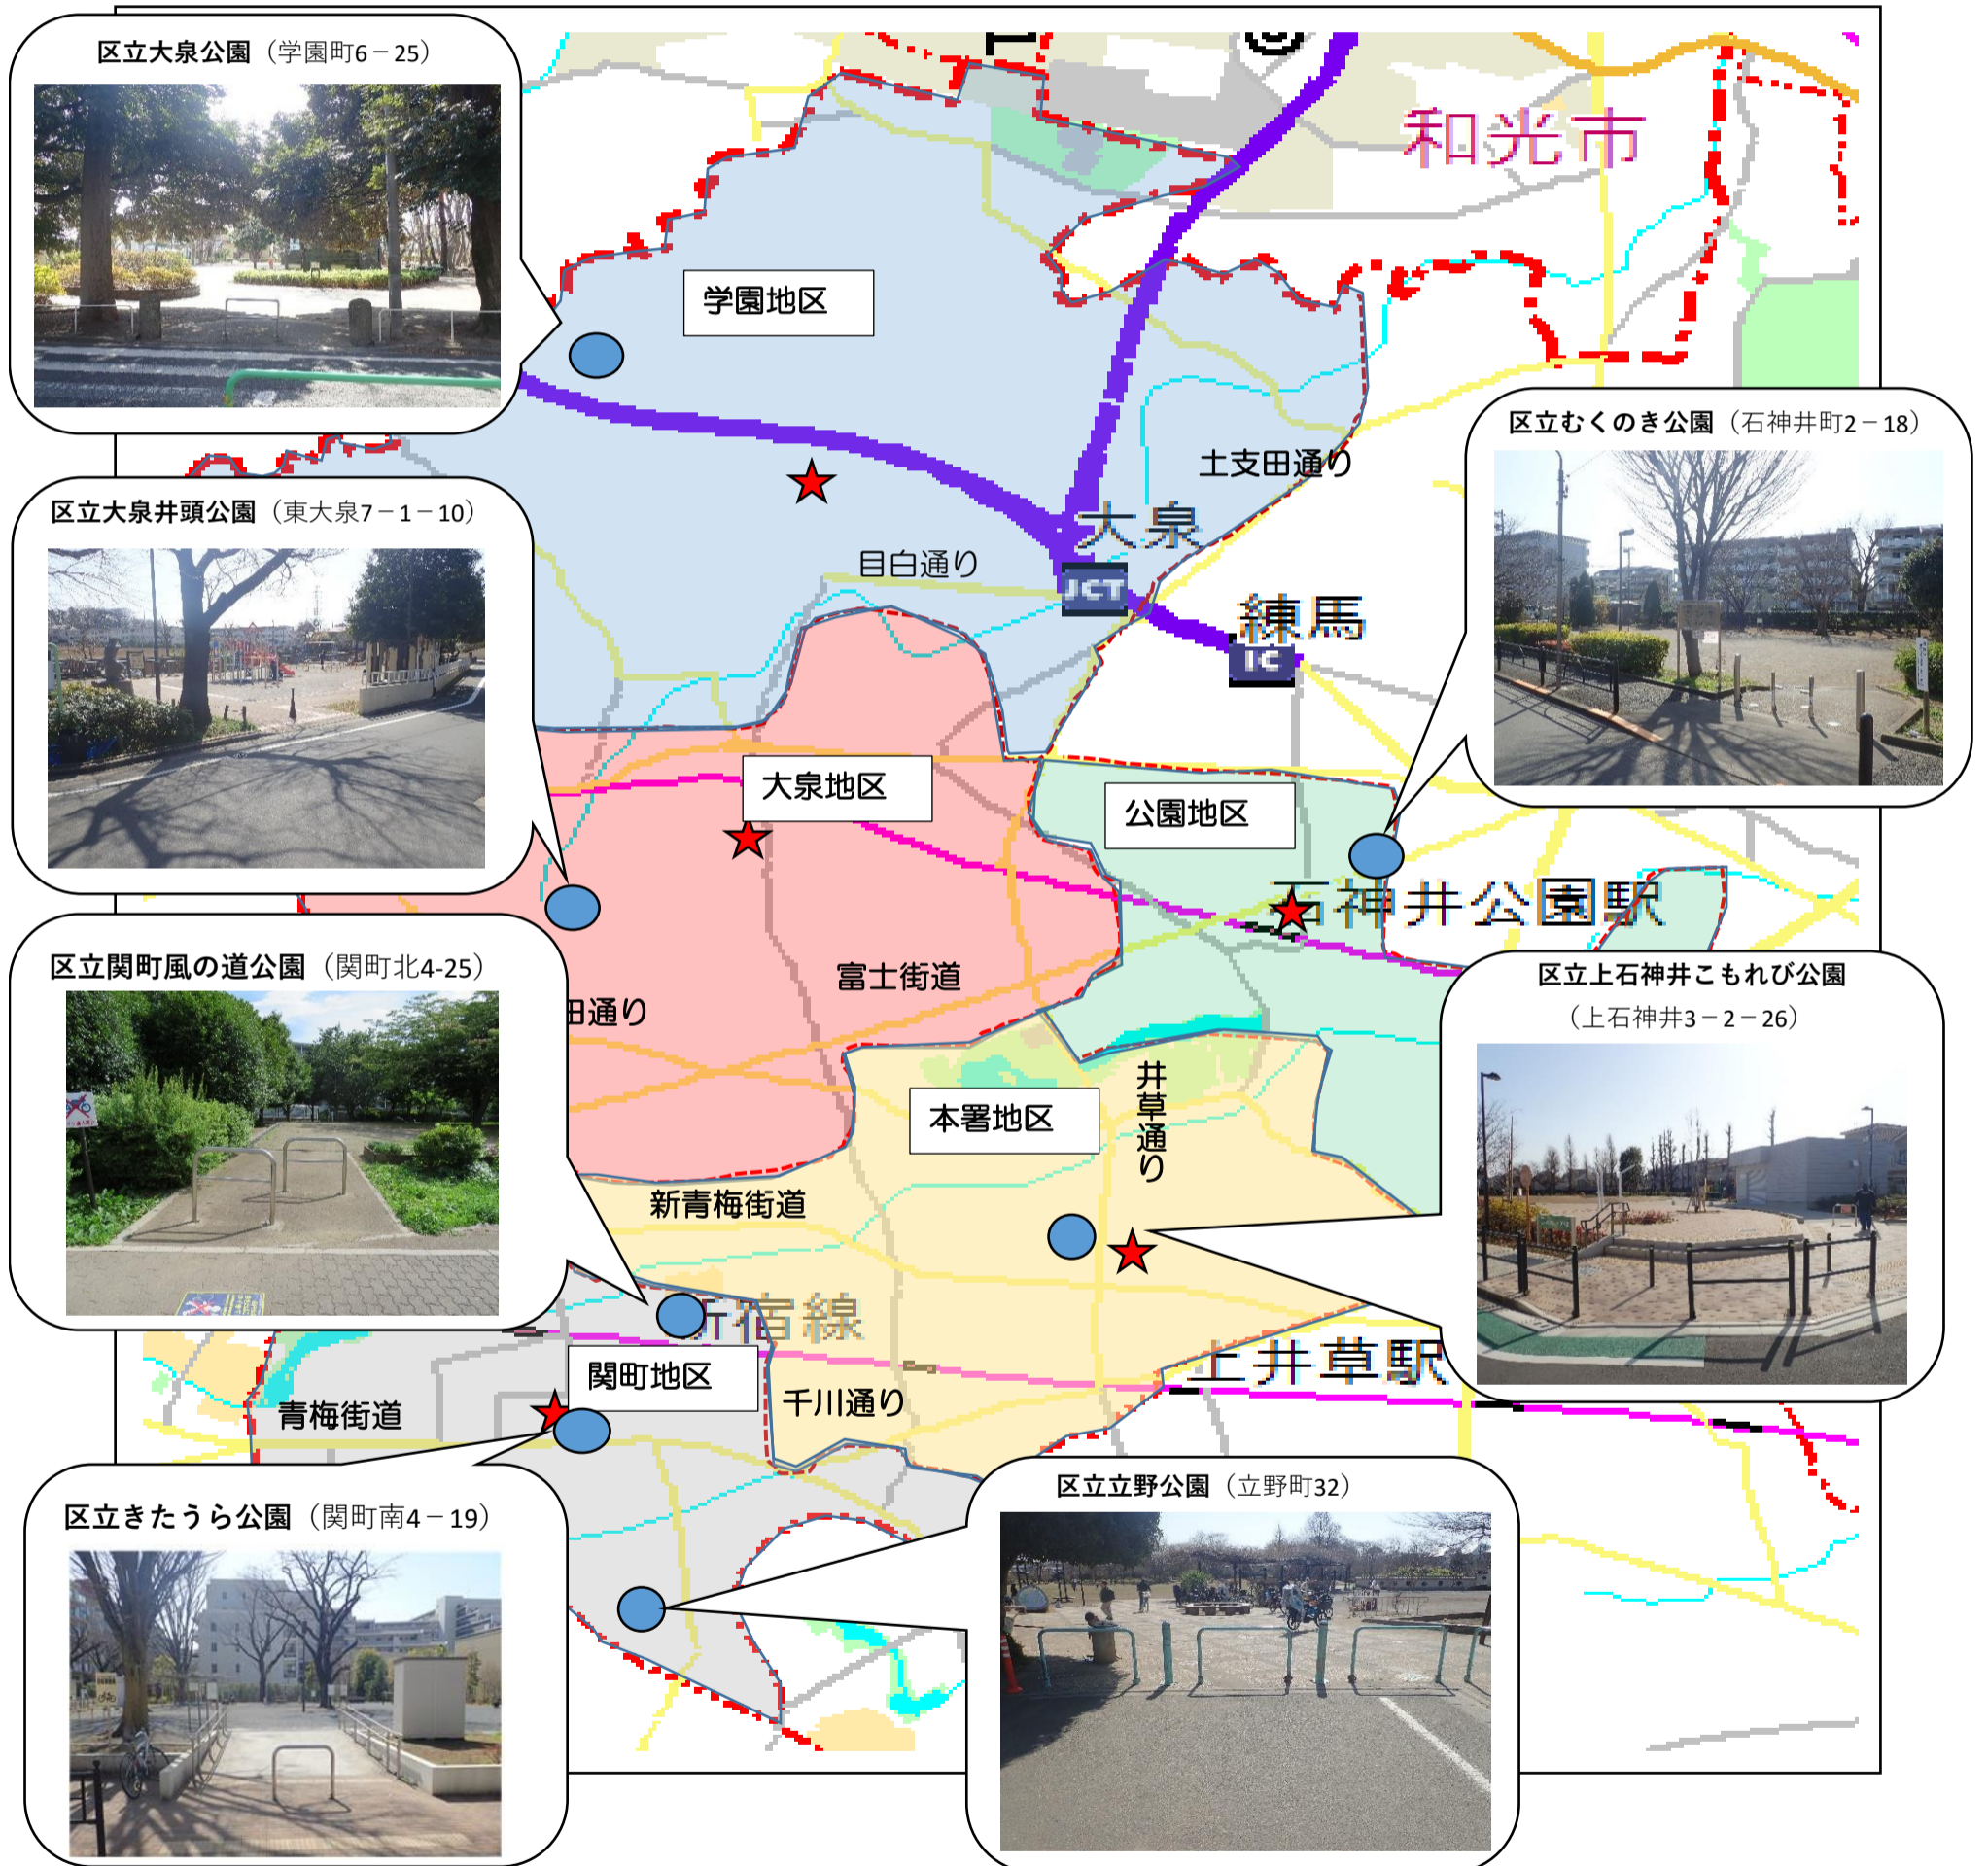 区立大泉公園（学園町6－25）
和光市
学園地区
区立むくのき公園（石神井町2－18）
土支田通り
区立大泉井頭公園（東大泉7－1－10）
大泉
目白通り
JCT
練馬
IC
大泉地区
公園地区
石神井公園駅
区立関町風の道公園（関町北4-25）
富士街道
区立上石神井こもれび公園
（上石神井3－2－26）
田通り
井草通り
本署地区
新青梅街道
宿線
上井草駅
関町地区
千川通り
青梅街道
区立立野公園（立野町32）
区立きたうら公園（関町南4－19）